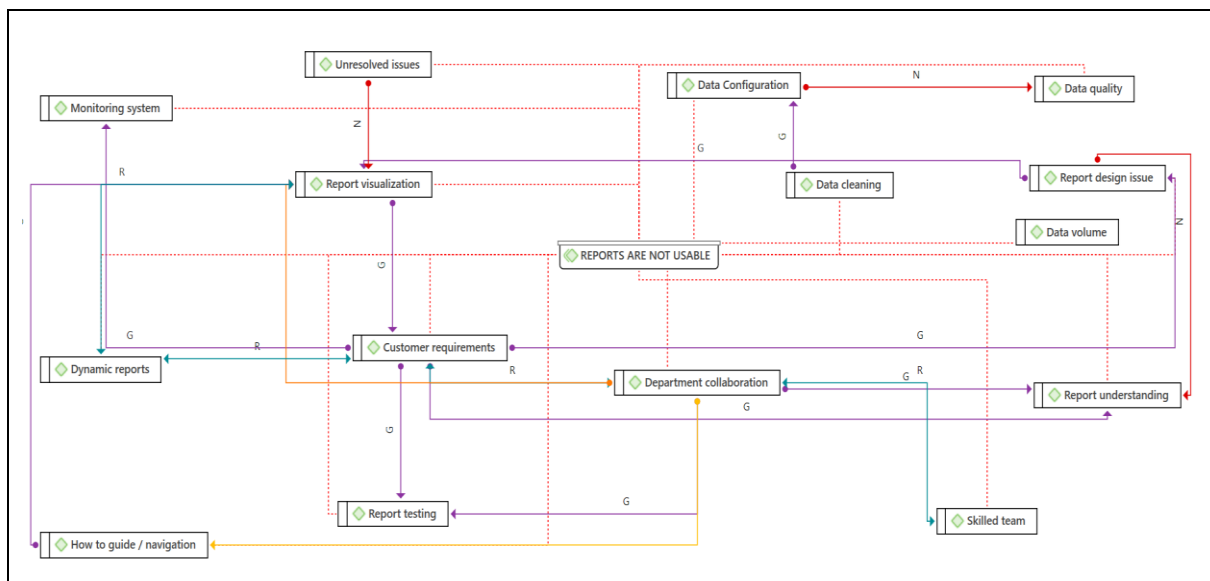 Unresolved issues
N
Data Configuration
Data quality
Monitoring system
N
G
G
R
Report visualization
Data cleaning
Report design issue
N
Data volume
REPORTS ARE NOT USABLE
G
G
R
Customer requirements
G
Dynamic reports
R
Department collaboration
G
R
Report understanding
G
G
Report testing
G
Skilled team
How to guide / navigation